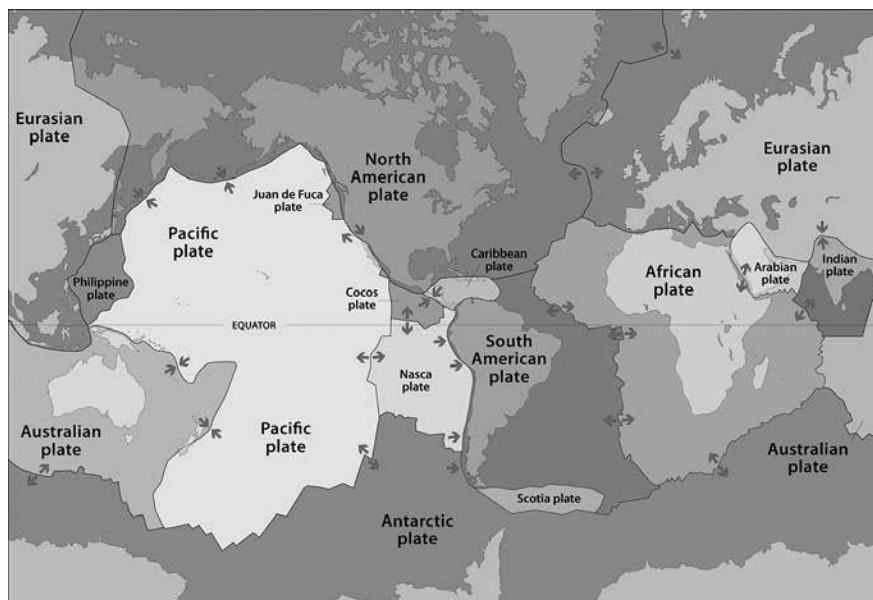 Eurasian
plate
North
American
plate
Eurasian
plate
Juan de Fuca
plate
Pacific
plate
Caribbean
plate
Philippine
plate
Cocos
plate
African
plate
Arabian
plate
Indian
plate
EQUATOR
South
American
plate
Nasca
plate
Australian
plate
Pacific
plate
Australian
plate
Scotia plate
Antarctic
plate